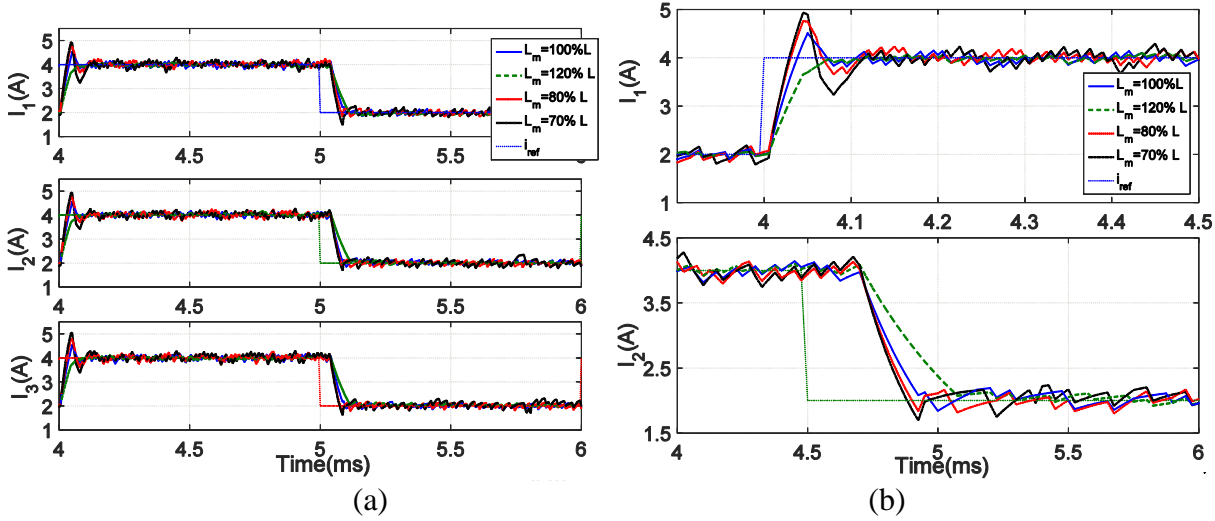 5
4
3
2
1
I₁(A)
4 4.5 5 5.5 6
Lₘ=100%L
Lₘ=120% L
Lₘ=80% L
Lₘ=70% L
i_ref
5
4
3
2
1
I₂(A)
4 4.5 5 5.5 6
5
4
3
2
1
I₃(A)
4 4.5 5 5.5 6
Time(ms)
(a)
5
4
3
2
1
I₁(A)
4 4.1 4.2 4.3 4.4 4.5
Lₘ=100%L
Lₘ=120% L
Lₘ=80% L
Lₘ=70% L
i_ref
4.5
3.5
2.5
1.5
I₂(A)
4 4.5 5 5.5 6
Time(ms)
(b)